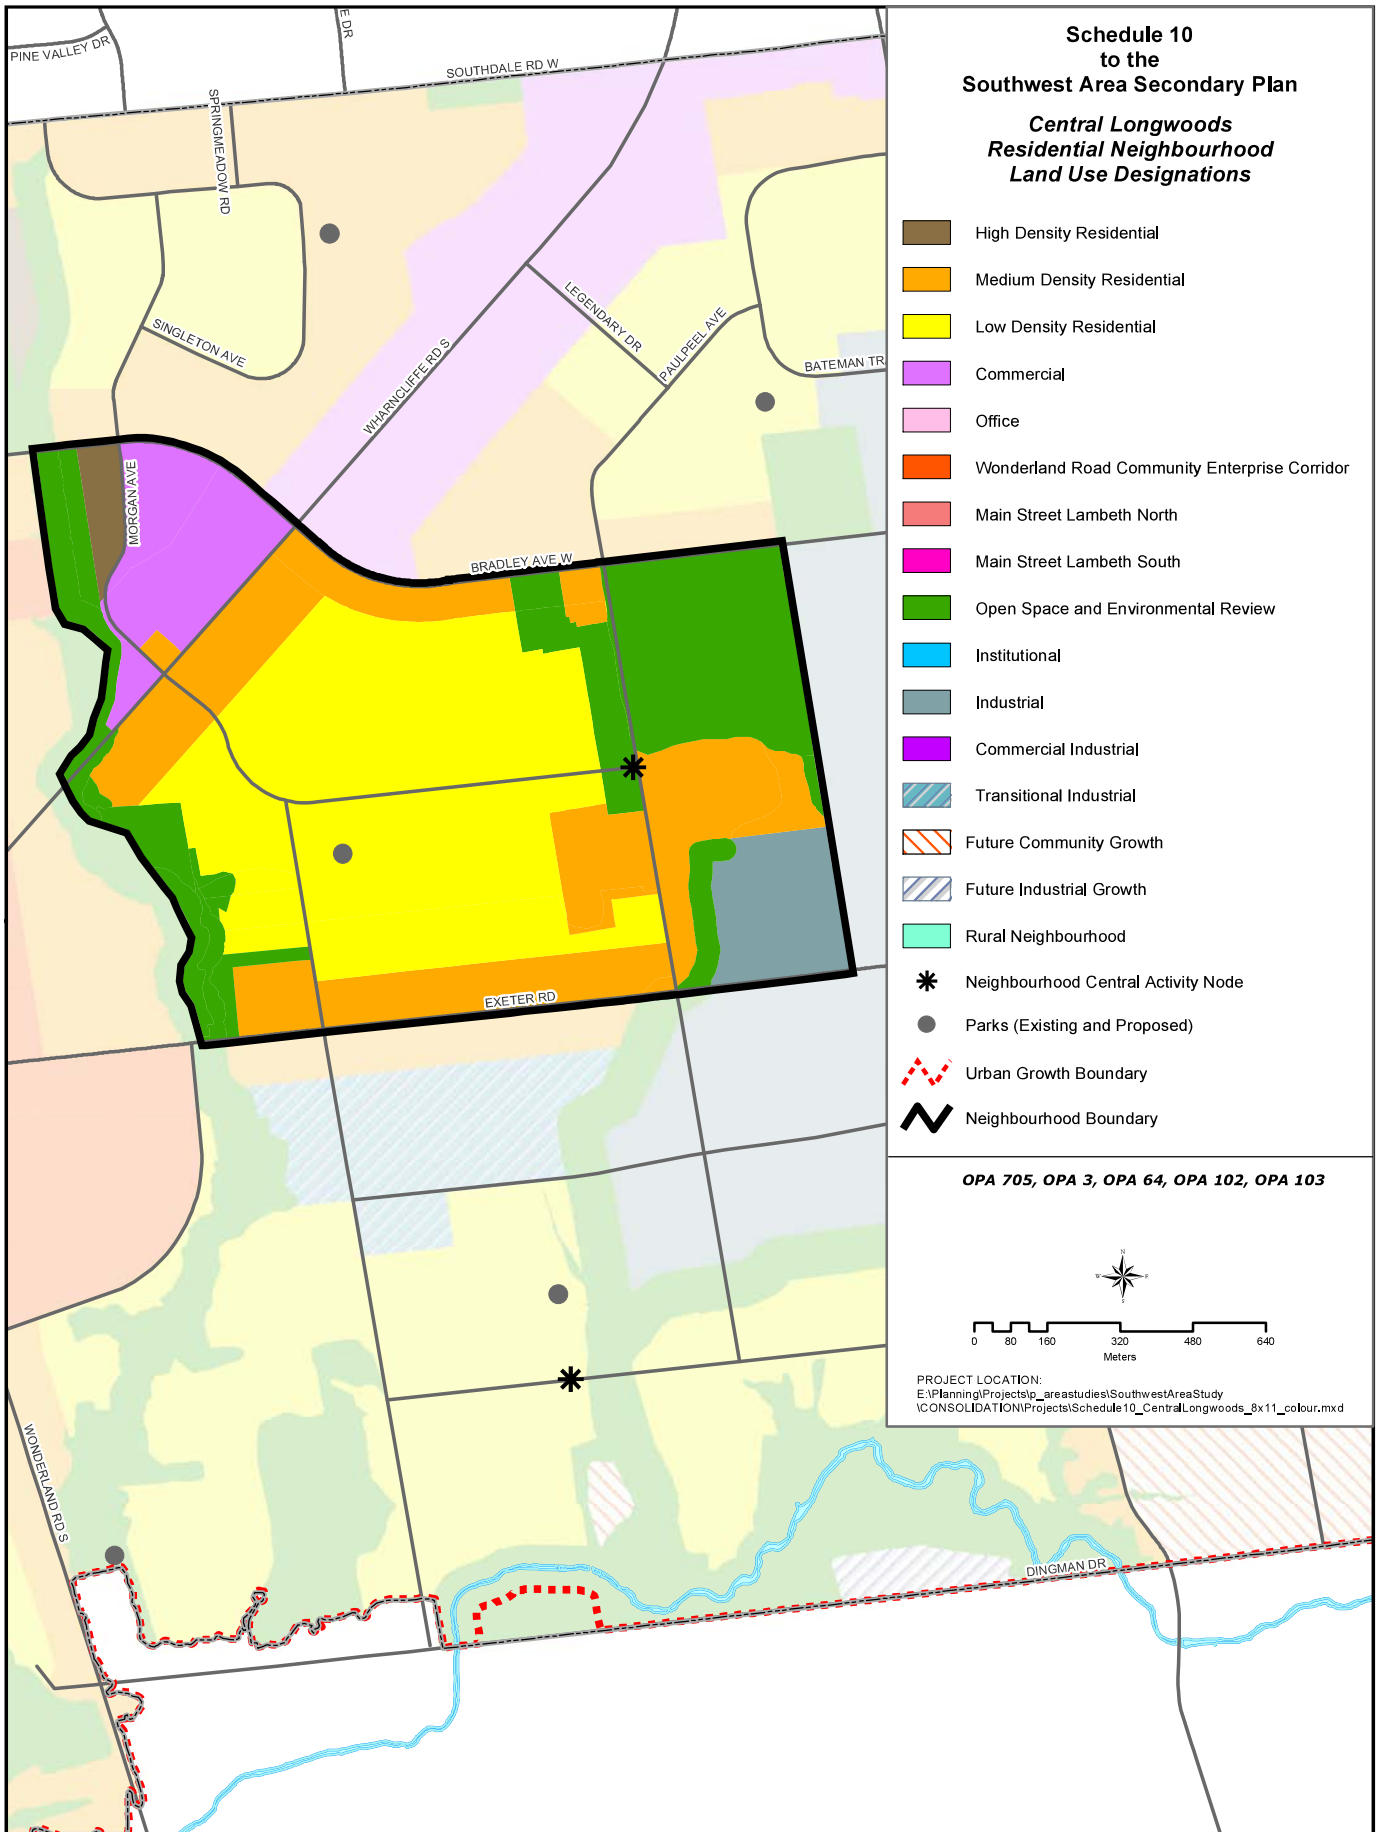 Schedule 10
to the
Southwest Area Secondary Plan
Central Longwoods
Residential Neighbourhood
Land Use Designations
High Density Residential
Medium Density Residential
Low Density Residential
Commercial
Office
Wonderland Road Community Enterprise Corridor
Main Street Lambeth North
Main Street Lambeth South
Open Space and Environmental Review
Institutional
Industrial
Commercial Industrial
Transitional Industrial
Future Community Growth
Future Industrial Growth
Rural Neighbourhood
Neighbourhood Central Activity Node
Parks (Existing and Proposed)
Urban Growth Boundary
Neighbourhood Boundary
OPA 705, OPA 3, OPA 64, OPA 102, OPA 103
N
W E
S
0 80 160 320 480 640
Meters
PROJECT LOCATION:
E:\Planning\Projects\p_areastudies\SouthwestAreaStudy
\CONSOLIDATION\Projects\Schedule10_CentralLongwoods_8x11_colour.mxd
PINE VALLEY DR
E DR
SOUTHDALE RD W
SPRINGMEADOW RD
SINGLETON AVE
WHARNCLIFFE RD S
LEGENDARY DR
PAULPEEL AVE
BATEMAN TR
MORGAN AVE
BRADLEY AVE W
EXETER RD
WONDERLAND RD S
DINGMAN DR